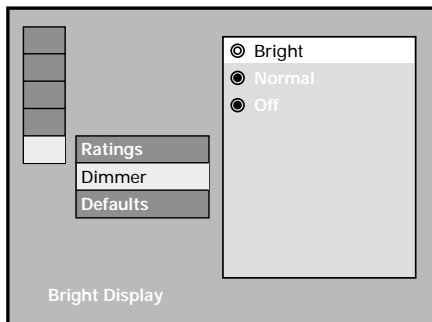 Bright
Normal
Off
Ratings
Dimmer
Defaults
Bright Display